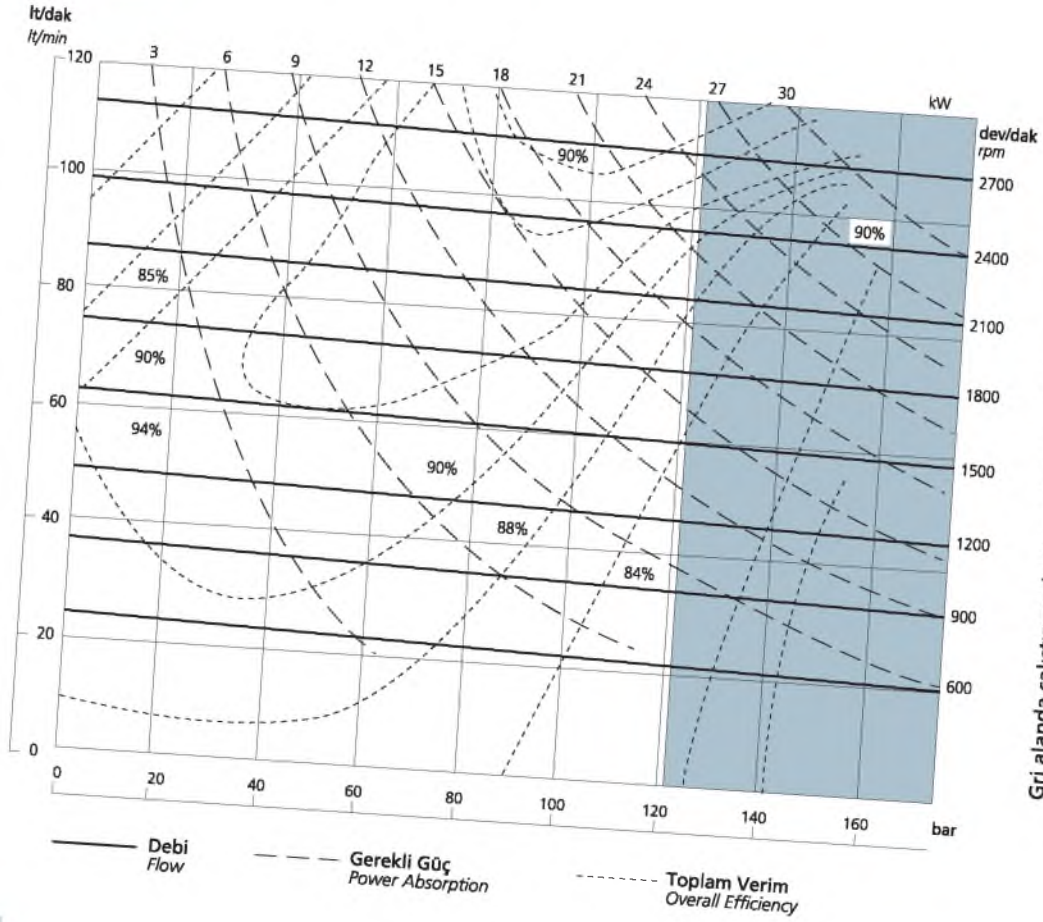 lt/dak
lt/min
120
3 6 9 12 15 18 21 24 27 30 kW
dev/dak
rpm
90%
100
2700
90%
2400
85%
80
2100
90%
1800
60
94%
1500
90%
40
88%
1200
84%
900
20
600
0
0 20 40 60 80 100 120 140 160 bar
Debi
Flow
Gerekli Güç
Power Absorption
Toplam Verim
Overall Efficiency
Gri alanda